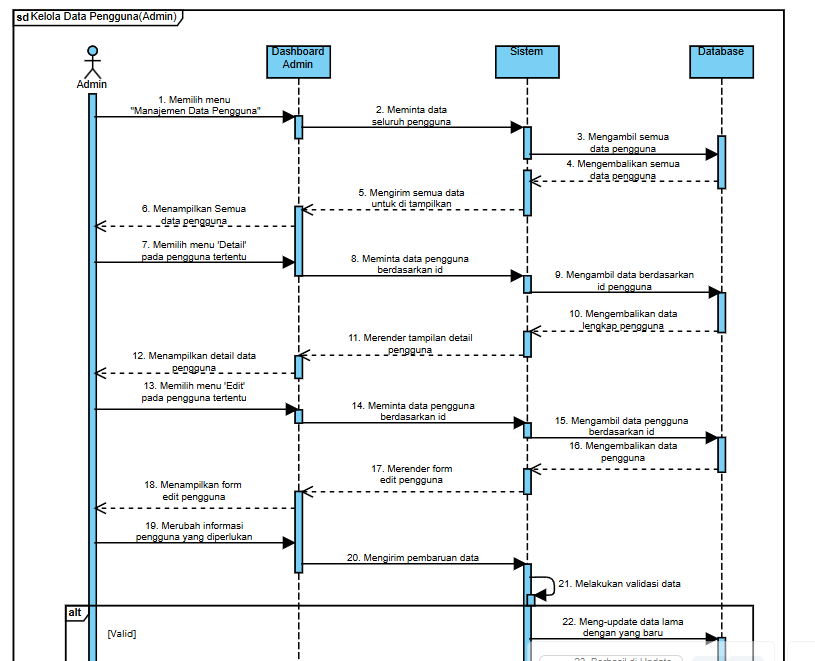 sd Kelola Data Pengguna(Admin)
Admin
Dashboard
Admin
Sistem
Database
1. Memilih menu
"Manajemen Data Pengguna"
2. Meminta data
seluruh pengguna
3. Mengambil semua
data pengguna
4. Mengembalikan semua
data pengguna
5. Mengirim semua data
untuk di tampilkan
6. Menampilkan Semua
data pengguna
7. Memilih menu 'Detail'
pada pengguna tertentu
8. Meminta data pengguna
berdasarkan id
9. Mengambil data berdasarkan
id pengguna
10. Mengembalikan data
lengkap pengguna
11. Merender tampilan detail
pengguna
12. Menampilkan detail data
pengguna
13. Memilih menu 'Edit'
pada pengguna tertentu
14. Meminta data pengguna
berdasarkan id
15. Mengambil data pengguna
berdasarkan id
16. Mengembalikan data
pengguna
17. Merender form
edit pengguna
18. Menampilkan form
edit pengguna
19. Merubah informasi
pengguna yang diperlukan
20. Mengirim pembaruan data
21. Melakukan validasi data
alt
[Valid]
22. Meng-update data lama
dengan yang baru